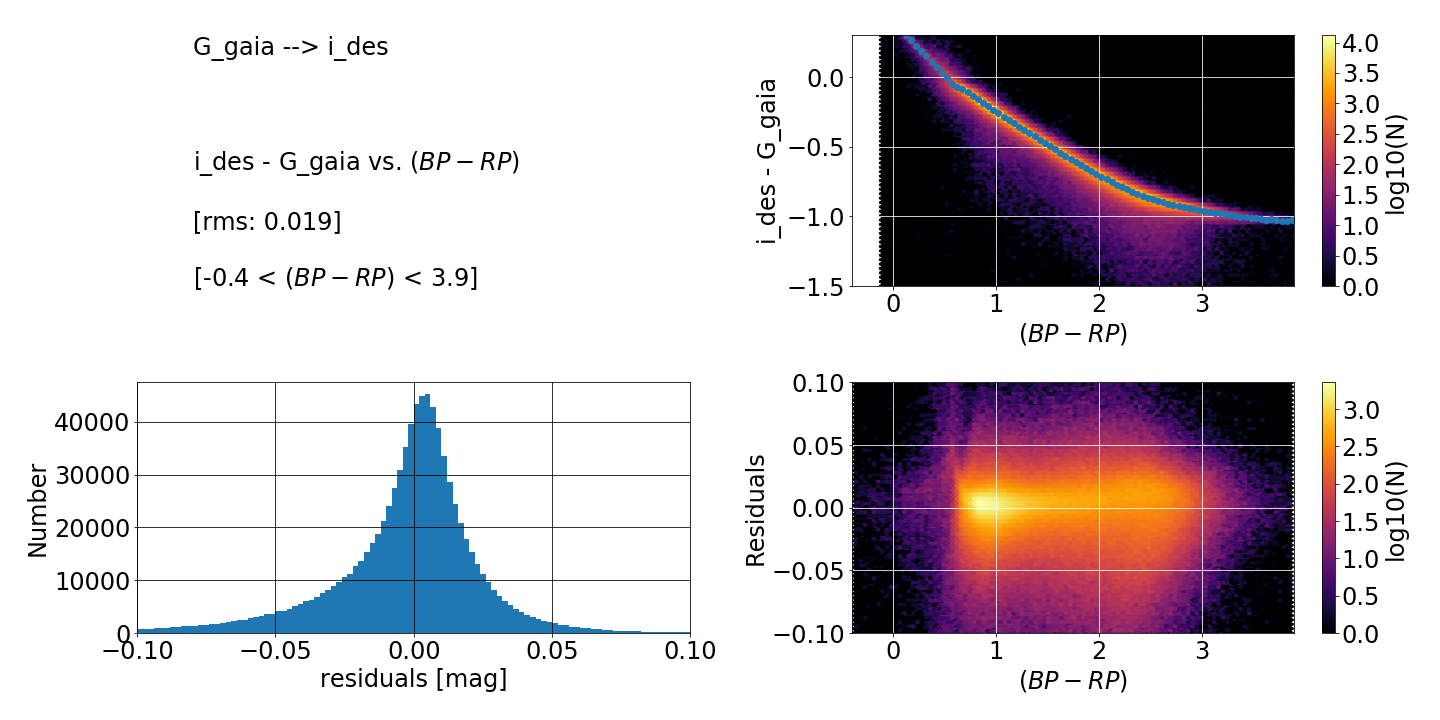 G_gaia --> i_des
i_des - G_gaia vs. (BP − RP)
[rms: 0.019]
[-0.4 < (BP − RP) < 3.9]
0.0
−0.5
−1.0
−1.5
i_des - G_gaia
0 1 2 3
(BP − RP)
4.0
3.5
3.0
2.5
2.0
1.5
1.0
0.5
0.0
log10(N)
40000
30000
20000
10000
0
Number
−0.10 −0.05 0.00 0.05 0.10
residuals [mag]
0.10
0.05
0.00
−0.05
−0.10
Residuals
0 1 2 3
(BP − RP)
3.0
2.5
2.0
1.5
1.0
0.5
0.0
log10(N)